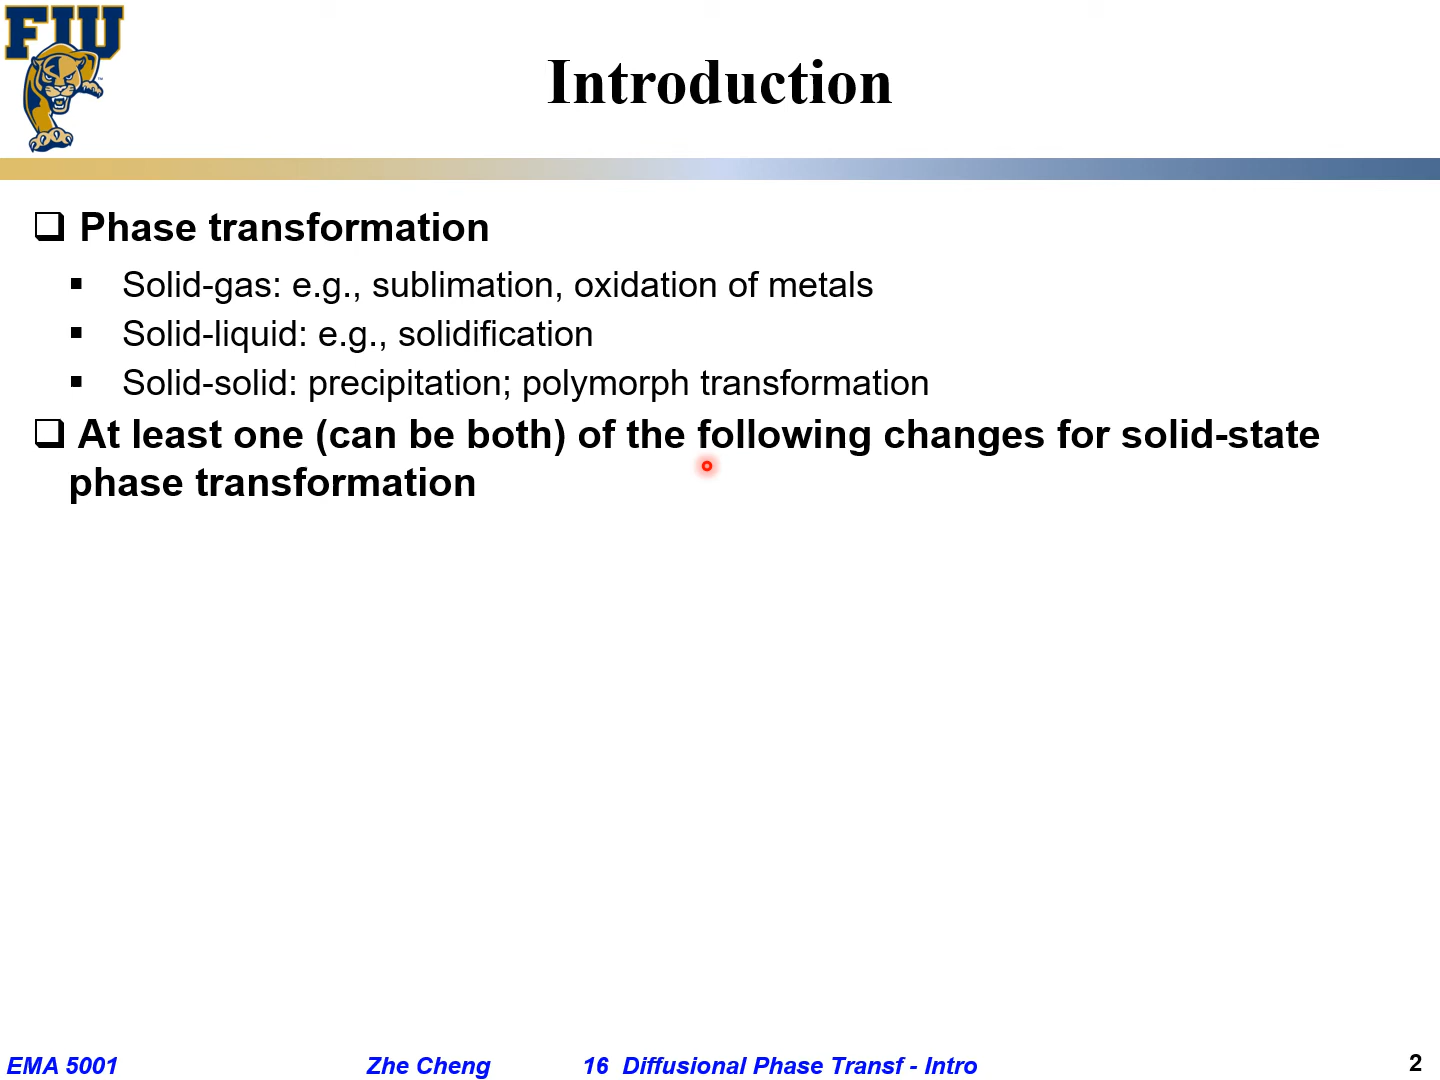 FIU
Introduction
Phase transformation
Solid-gas: e.g., sublimation, oxidation of metals
Solid-liquid: e.g., solidification
Solid-solid: precipitation; polymorph transformation
At least one (can be both) of the following changes for solid-state
phase transformation
EMA 5001 Zhe Cheng 16 Diffusional Phase Transf - Intro 2